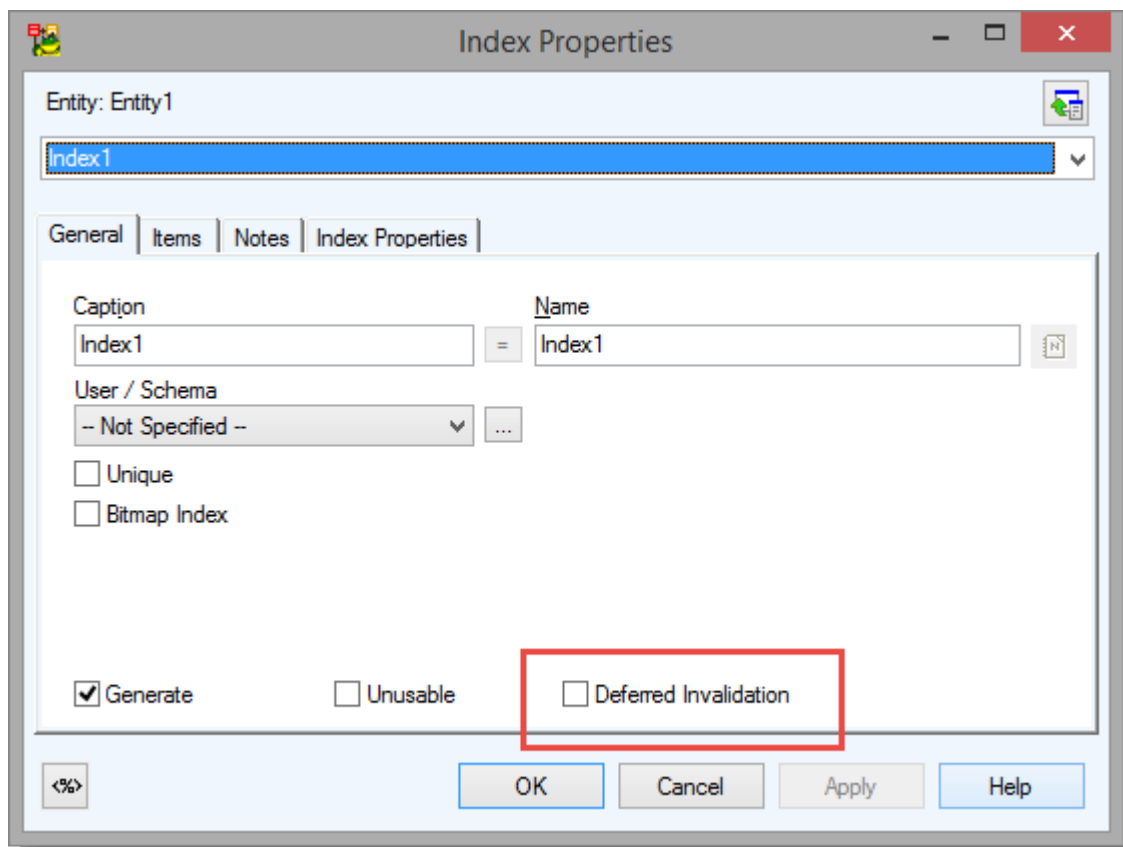 Index Properties
Entity: Entity1
Index1
General Items Notes Index Properties
Caption Name
Index1 = Index1 N
User / Schema
-- Not Specified -- ...
Unique
Bitmap Index
Generate Unusable Deferred Invalidation
<%> OK Cancel Apply Help